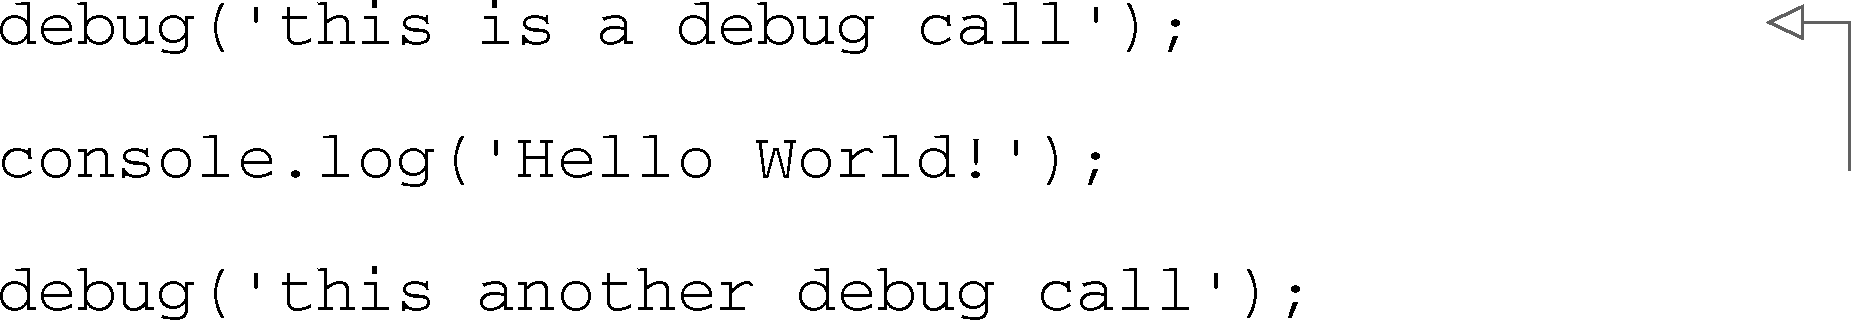 debug('this is a debug call');
console.log('Hello World!');
debug('this another debug call');